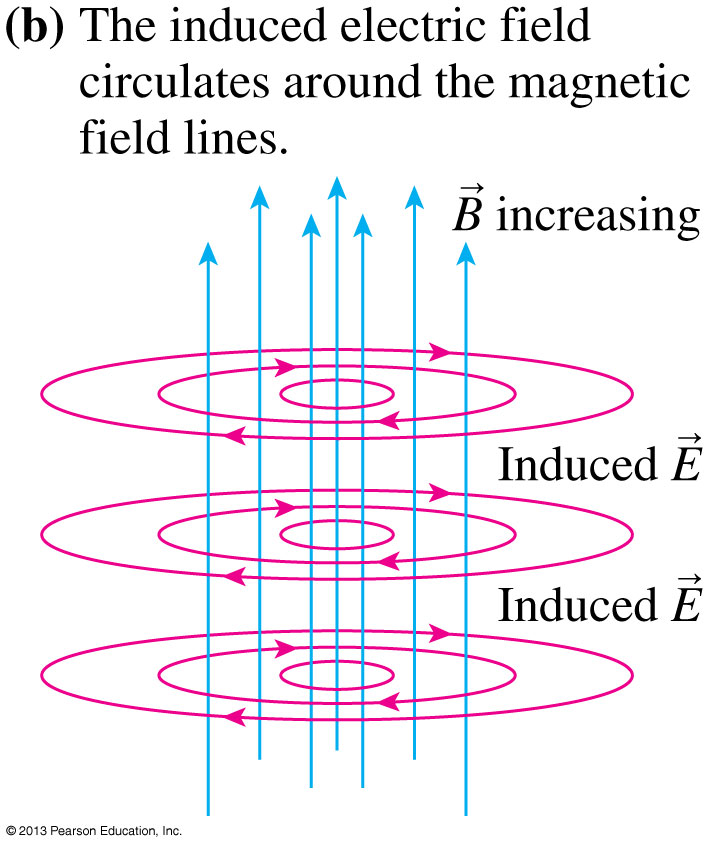 (b) The induced electric field
circulates around the magnetic
field lines.
B⃗ increasing
Induced E⃗
Induced E⃗
© 2013 Pearson Education, Inc.